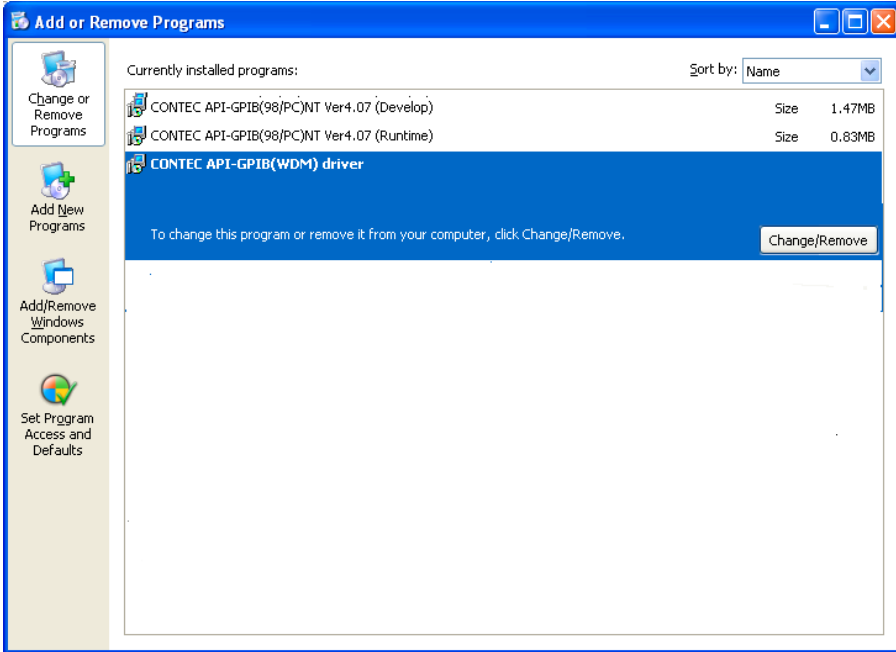 Add or Remove Programs
Change or
Remove
Programs
Add New
Programs
Add/Remove
Windows
Components
Set Program
Access and
Defaults
Currently installed programs:
Sort by: Name
CONTEC API-GPIB(98/PC)NT Ver4.07 (Develop) Size 1.47MB
CONTEC API-GPIB(98/PC)NT Ver4.07 (Runtime) Size 0.83MB
CONTEC API-GPIB(WDM) driver
To change this program or remove it from your computer, click Change/Remove. Change/Remove